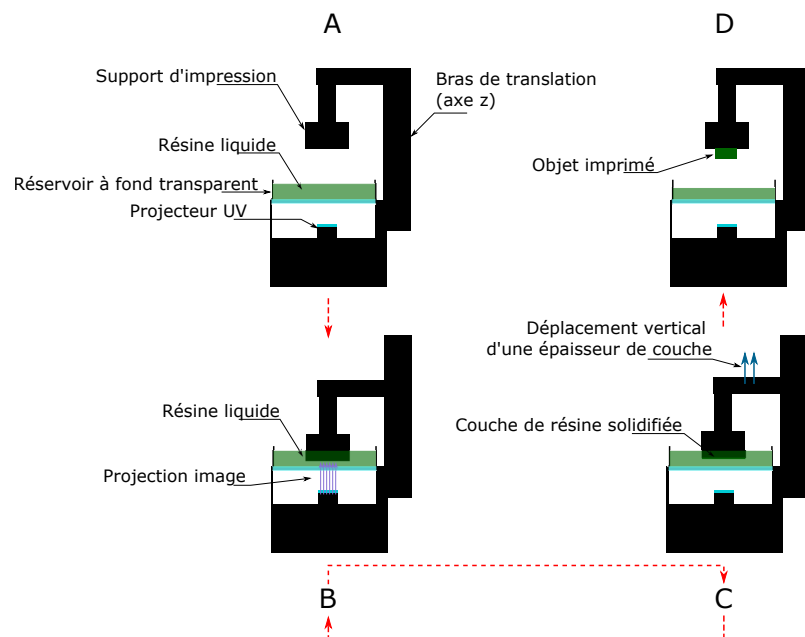 A
D
Support d'impression
Bras de translation
(axe z)
Résine liquide
Objet imprimé
Réservoir à fond transparent
Projecteur UV
Déplacement vertical
d'une épaisseur de couche
Résine liquide
Couche de résine solidifiée
Projection image
B
C